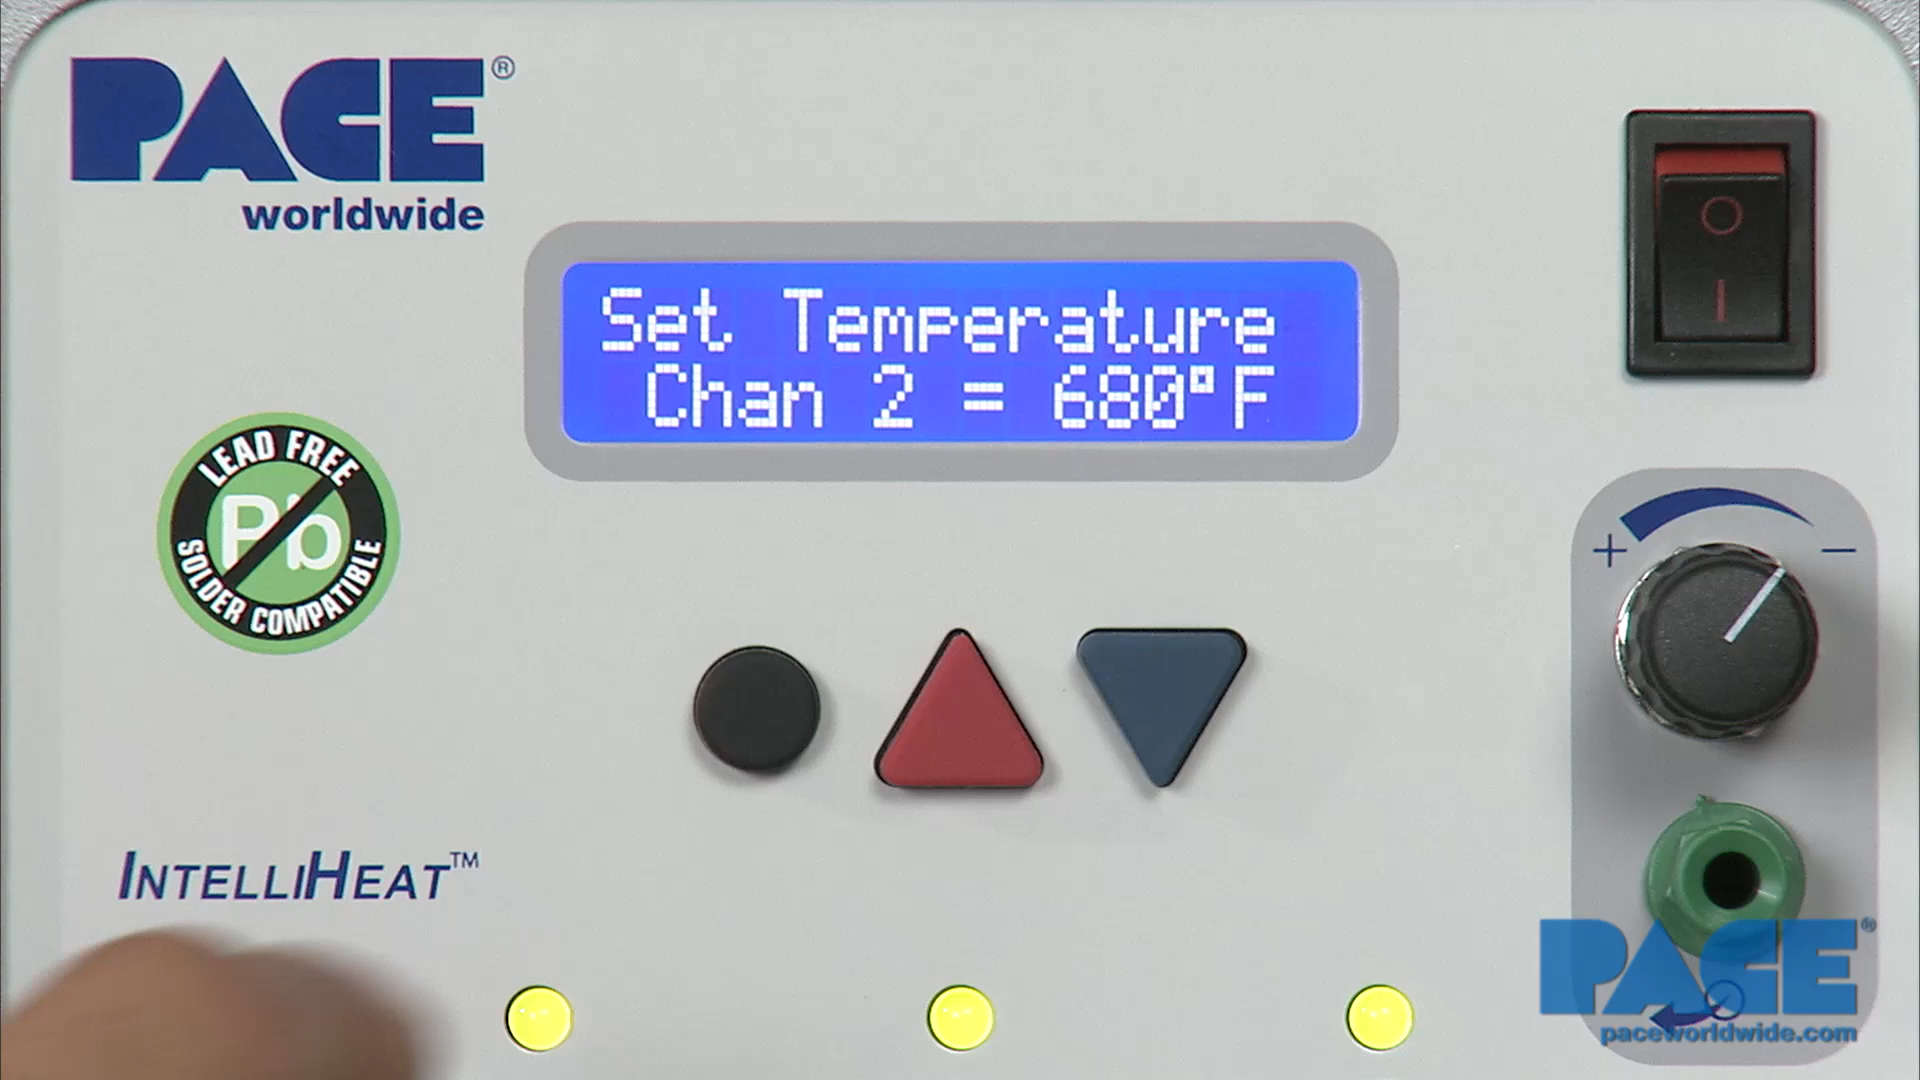 PACE®
worldwide
Set Temperature
Chan 2 = 680°F
LEAD FREE
Pb
SOLDER COMPATIBLE
+ −
INTELLIHEAT™
PACE®
paceworldwide.com